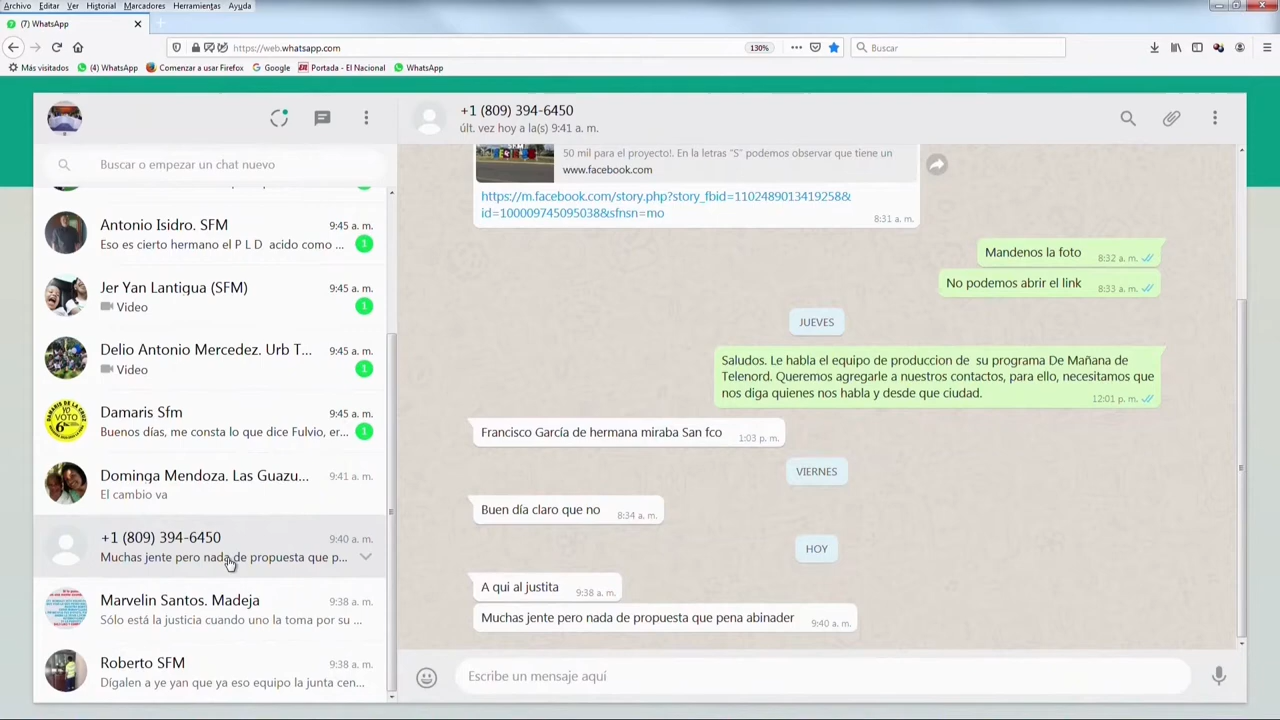 Archivo Editar Ver Historial Marcadores Herramientas Ayuda
(7) WhatsApp
https://web.whatsapp.com
130%
Buscar
Más visitados
(4) WhatsApp
Comenzar a usar Firefox
Google
Portada - El Nacional
WhatsApp
Buscar o empezar un chat nuevo
Antonio Isidro. SFM
9:45 a. m.
Eso es cierto hermano el P L D acido como ...
1
Jer Yan Lantigua (SFM)
9:45 a. m.
Video
1
Delio Antonio Mercedez. Urb T...
9:45 a. m.
Video
1
Damaris Sfm
9:45 a. m.
Buenos días, me consta lo que dice Fulvio, er...
1
Dominga Mendoza. Las Guazu...
9:41 a. m.
El cambio va
+1 (809) 394-6450
9:40 a. m.
Muchas jente pero nada de propuesta que p...
Marvelin Santos. Madeja
9:38 a. m.
Sólo está la justicia cuando uno la toma por su ...
Roberto SFM
9:38 a. m.
Dígalen a ye yan que ya eso equipo la junta cen...
+1 (809) 394-6450
últ. vez hoy a la(s) 9:41 a. m.
50 mil para el proyecto!. En la letras "S" podemos observar que tiene un
www.facebook.com
https://m.facebook.com/story.php?story_fbid=110248901341925​8&
id=100009745095038&sfnsn=mo
8:31 a. m.
Mandenos la foto
8:32 a. m.
No podemos abrir el link
8:33 a. m.
JUEVES
Saludos. Le habla el equipo de produccion de su programa De Mañana de
Telenord. Queremos agregarle a nuestros contactos, para ello, necesitamos que
nos diga quienes nos habla y desde que ciudad.
12:01 p. m.
Francisco García de hermana miraba San fco
1:03 p. m.
VIERNES
Buen día claro que no
8:34 a. m.
HOY
A qui al justita
9:38 a. m.
Muchas jente pero nada de propuesta que pena abinader
9:40 a. m.
Escribe un mensaje aquí